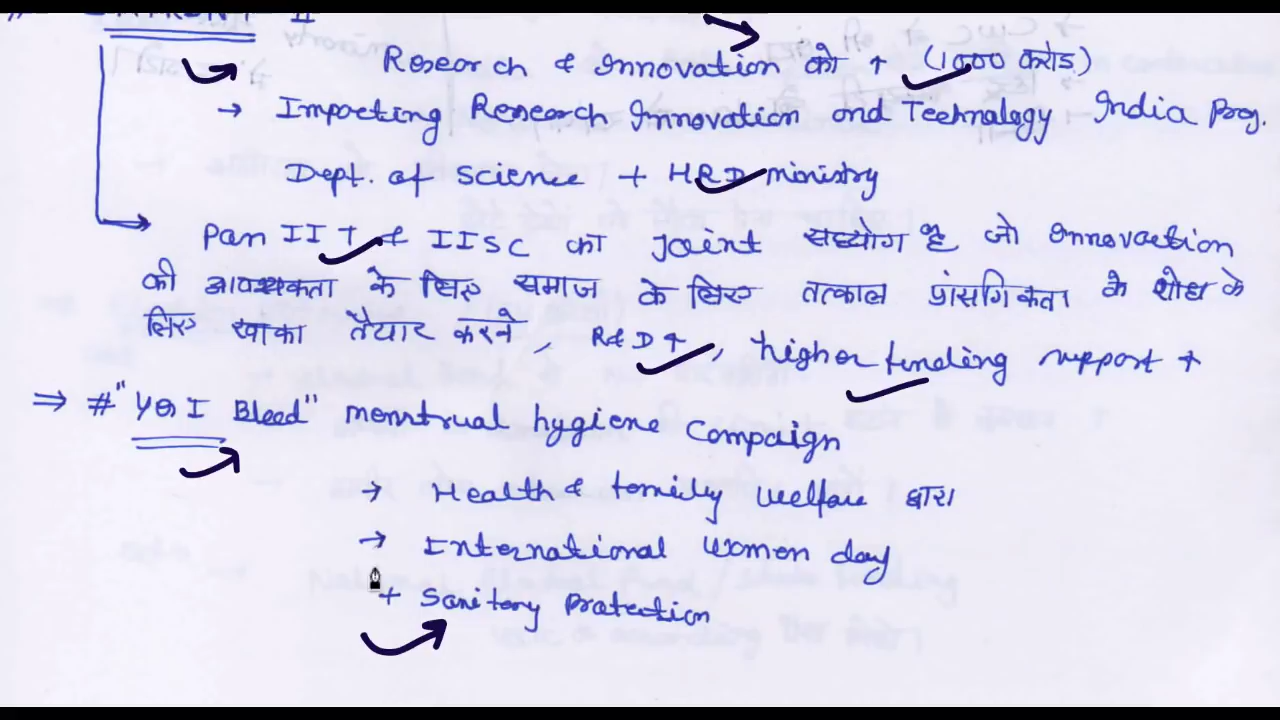 II
Research & Innovation को ↑ (1000 करोड)
→ Impacting Research Innovation and Technology India Prog.
Dept. of science + HRD ministry
Pan IIT & IISC का Joint सहयोग है जो Innovation
की आवश्यकता के लिए समाज के लिए तत्काल प्रासंगिकता के शोध के
लिए खाका तैयार करने, R&D↑, higher funding support +
⇒ #"Yes I Bleed" menstrual hygiene Campaign
→ Health & family welfare द्वारा
→ International Women day
+ Sanitary Protection